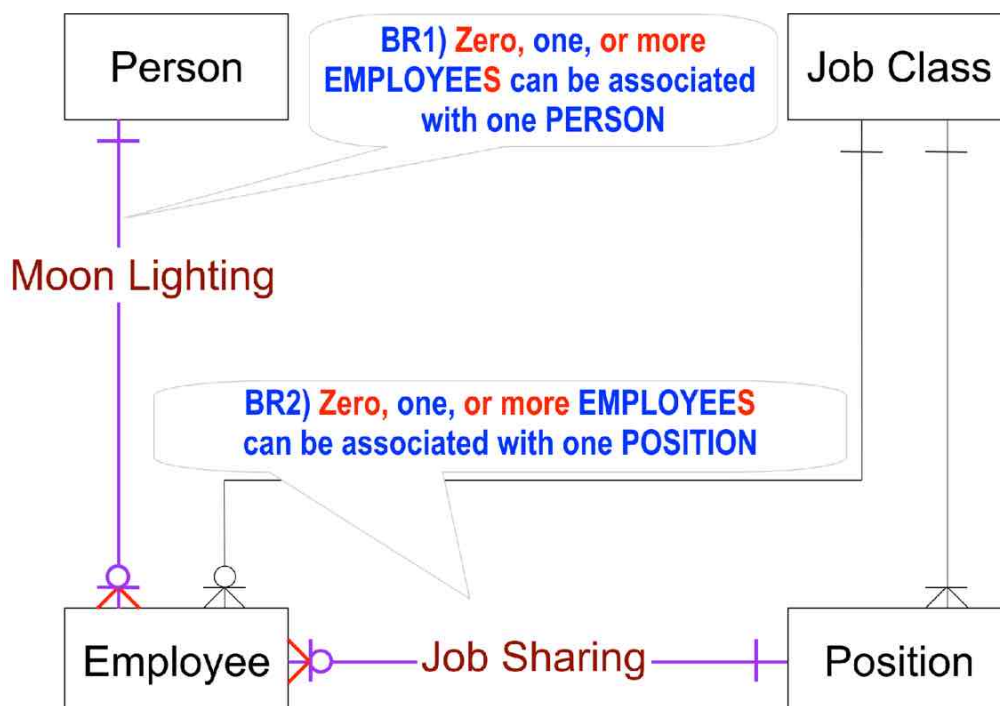 Person
BR1) Zero, one, or more
EMPLOYEES can be associated
with one PERSON
Job Class
Moon Lighting
BR2) Zero, one, or more EMPLOYEES
can be associated with one POSITION
Employee
Job Sharing
Position